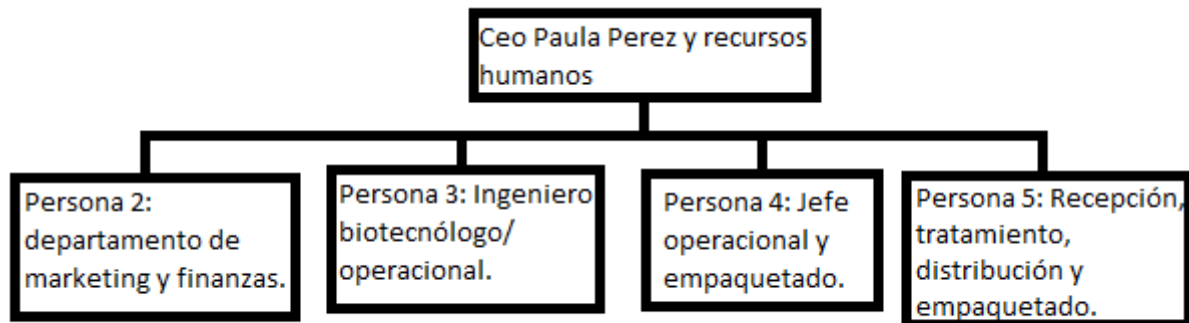 Ceo Paula Perez y recursos
humanos
Persona 2:
departamento de
marketing y finanzas.
Persona 3: Ingeniero
biotecnólogo/
operacional.
Persona 4: Jefe
operacional y
empaquetado.
Persona 5: Recepción,
tratamiento,
distribución y
empaquetado.